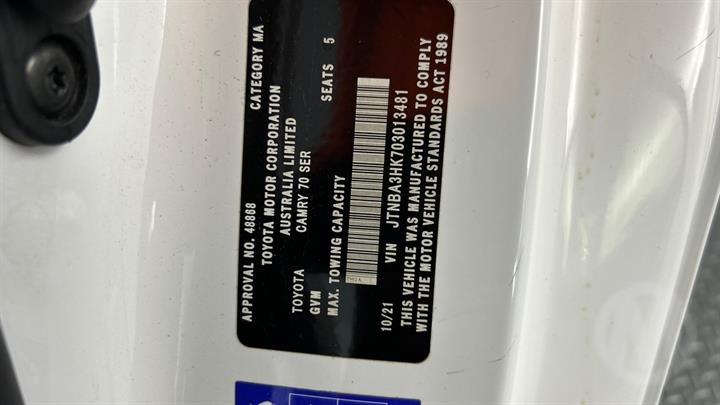 APPROVAL NO. 48868 CATEGORY MA
TOYOTA MOTOR CORPORATION
AUSTRALIA LIMITED
TOYOTA CAMRY 70 SER
GVM SEATS 5
MAX. TOWING CAPACITY
10/21 VIN JTNBA3HK703013481
THIS VEHICLE WAS MANUFACTURED TO COMPLY
WITH THE MOTOR VEHICLE STANDARDS ACT 1989